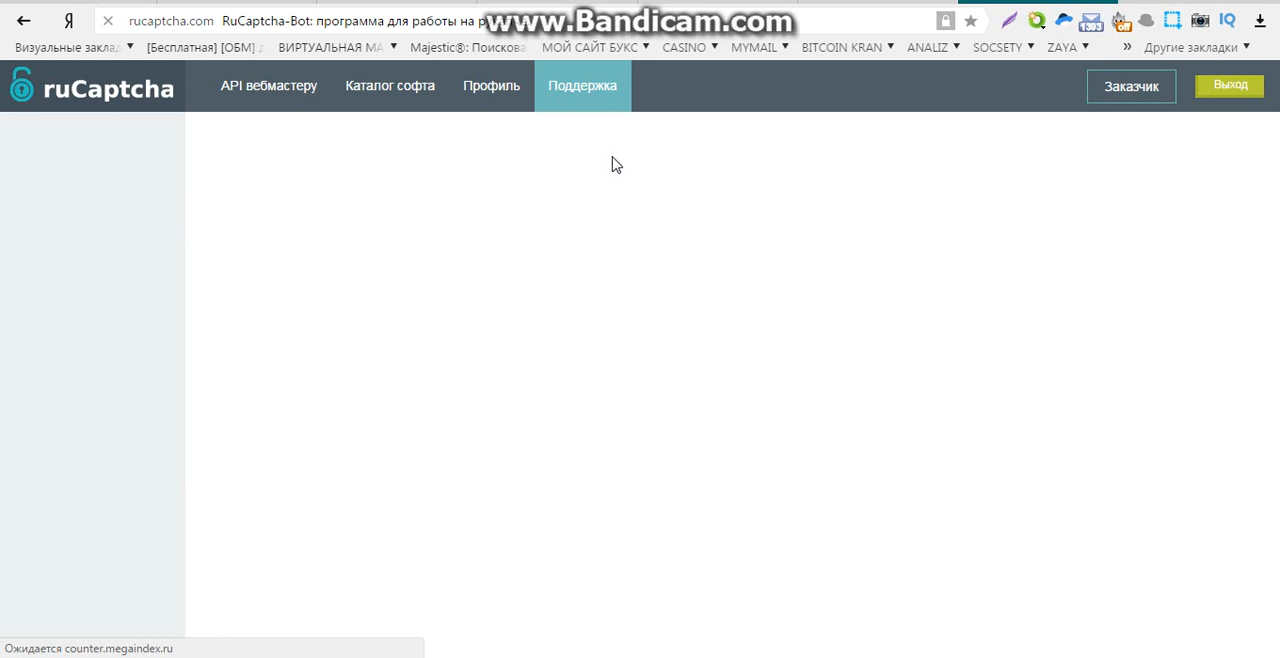 www.Bandicam.com
Я rucaptcha.com RuCaptcha-Bot: программа для работы на
Визуальные заклад [Бесплатная] [ОБМ] ВИРТУАЛЬНАЯ МА Majestic®: Поискова МОЙ САЙТ БУКС CASINO MYMAIL BITCOIN KRAN ANALIZ SOCSETY ZAYA » Другие закладки
ruCaptcha API вебмастеру Каталог софта Профиль Поддержка Заказчик Выход
Ожидается counter.megaindex.ru